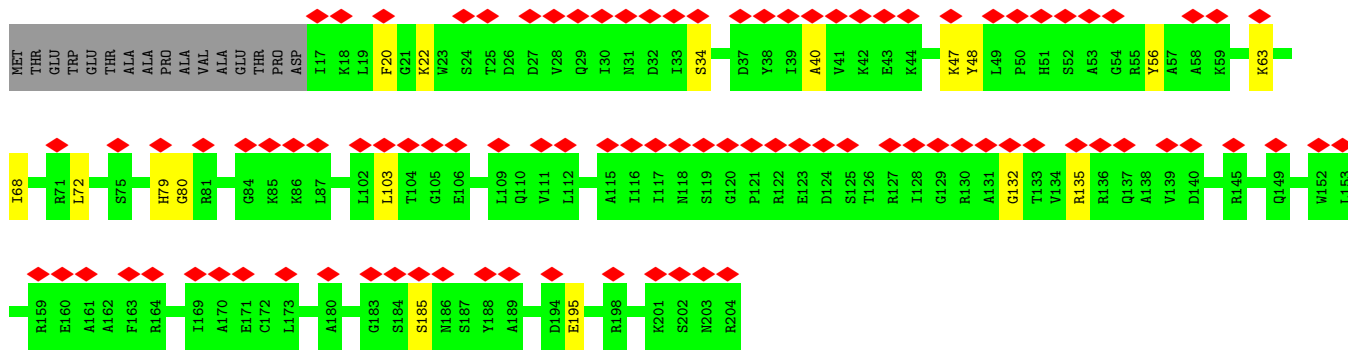 MET THR GLU TRP GLU THR ALA ALA PRO ALA VAL ALA GLU THR PRO ASP I17 K18 L19 F20 G21 K22 W23 S24 T25 D26 D27 V28 Q29 I30 N31 D32 I33 S34 D37 Y38 I39 A40 V41 K42 E43 K44 K47 Y48 L49 P50 H51 S52 A53 G54 R55 Y56 A57 A58 K59 K63
I68 R71 L72 S75 H79 G80 R81 G84 K85 K86 L87 L102 L103 T104 G105 E106 L109 Q110 V111 L112 A115 I116 I117 N118 S119 G120 P121 R122 E123 D124 S125 T126 R127 I128 G129 R130 A131 G132 T133 V134 R135 R136 Q137 A138 V139 D140 R145 Q149 W152 L153
R159 E160 A161 A162 F163 R164 I169 A170 E171 C172 L173 A180 G183 S184 S185 N186 S187 Y188 A189 D194 E195 R198 K201 S202 N203 R204